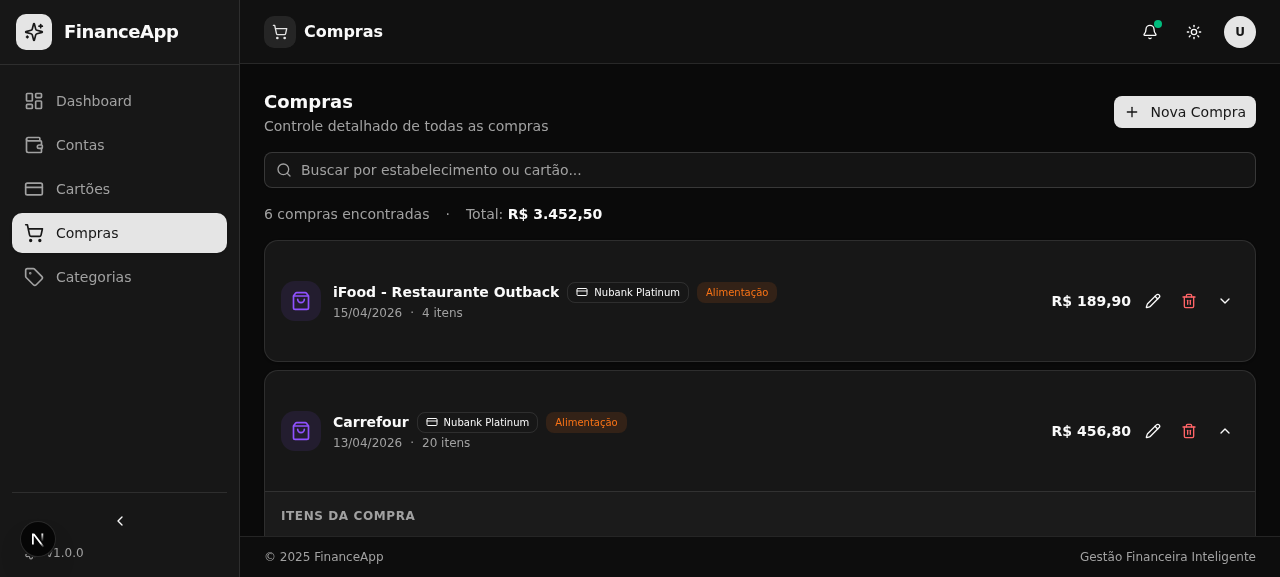 FinanceApp
Dashboard
Contas
Cartões
Compras
Categorias
v1.0.0
Compras
U
Compras
Controle detalhado de todas as compras
Nova Compra
Buscar por estabelecimento ou cartão...
6 compras encontradas · Total: R$ 3.452,50
iFood - Restaurante Outback Nubank Platinum Alimentação
15/04/2026 · 4 itens
R$ 189,90
Carrefour Nubank Platinum Alimentação
13/04/2026 · 20 itens
R$ 456,80
ITENS DA COMPRA
© 2025 FinanceApp
Gestão Financeira Inteligente